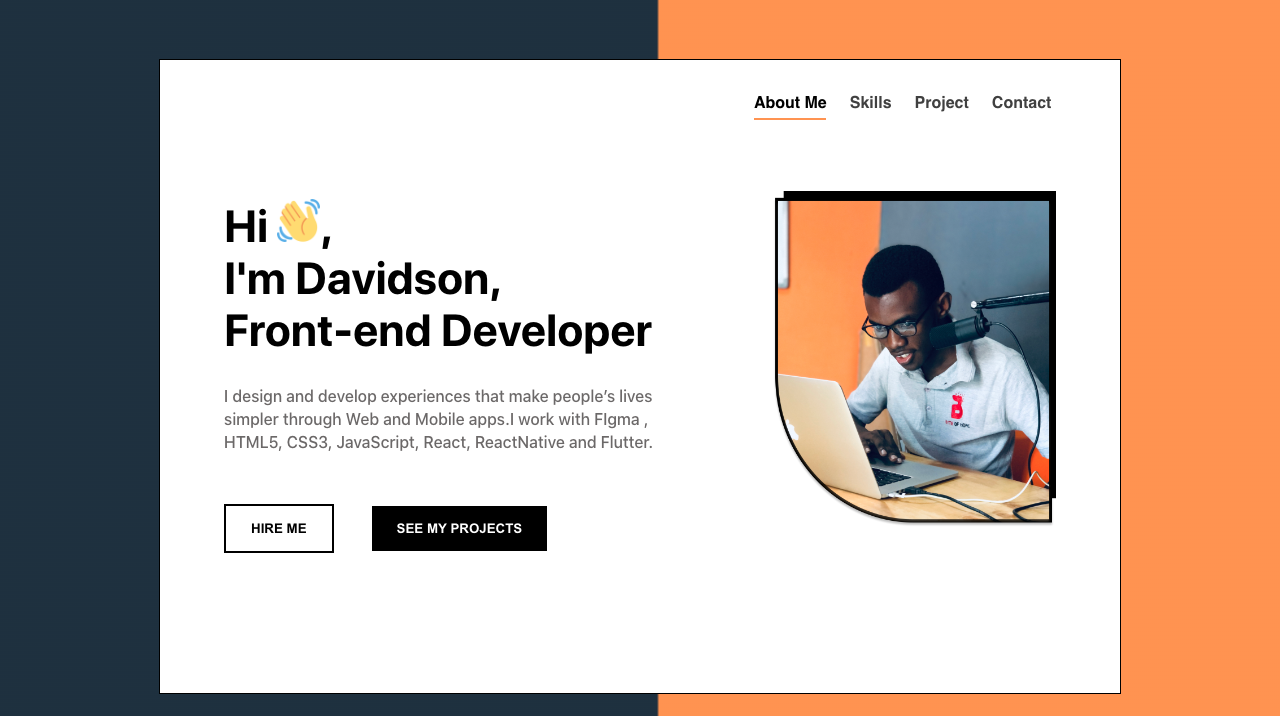 About Me Skills Project Contact
Hi 👋,
I'm Davidson,
Front-end Developer
I design and develop experiences that make people’s lives
simpler through Web and Mobile apps.I work with FIgma ,
HTML5, CSS3, JavaScript, React, ReactNative and Flutter.
HIRE ME SEE MY PROJECTS